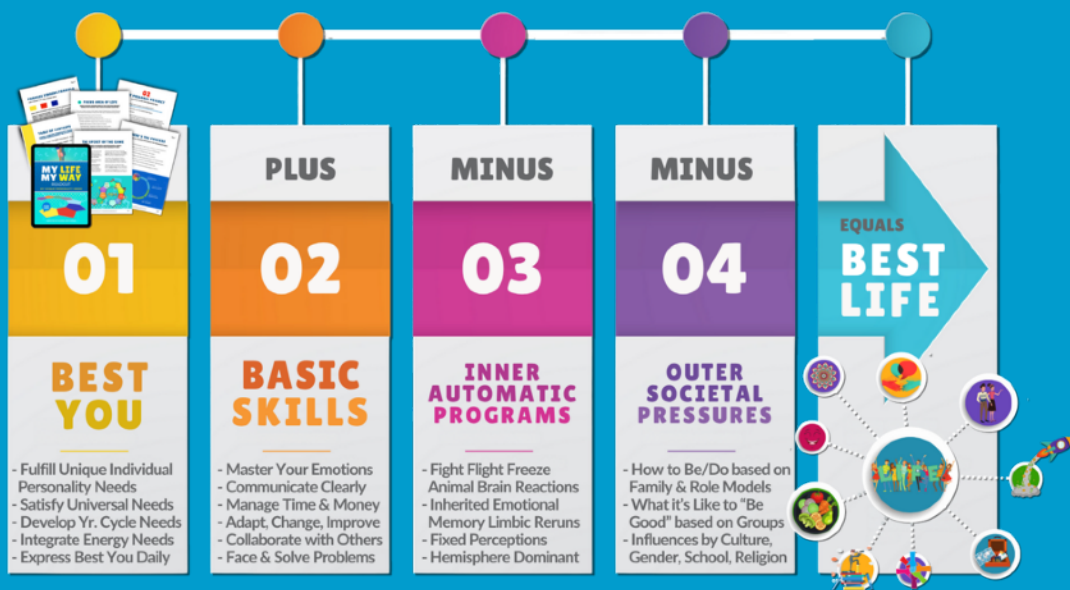 MY LIFE
MY WAY
01
BEST
YOU
- Fulfill Unique Individual
Personality Needs
- Satisfy Universal Needs
- Develop Yr. Cycle Needs
- Integrate Energy Needs
- Express Best You Daily
PLUS
02
BASIC
SKILLS
- Master Your Emotions
- Communicate Clearly
- Manage Time & Money
- Adapt, Change, Improve
- Collaborate with Others
- Face & Solve Problems
MINUS
03
INNER
AUTOMATIC
PROGRAMS
- Fight Flight Freeze
Animal Brain Reactions
- Inherited Emotional
Memory Limbic Reruns
- Fixed Perceptions
- Hemisphere Dominant
MINUS
04
OUTER
SOCIETAL
PRESSURES
- How to Be/Do based on
Family & Role Models
- What it's Like to "Be
Good" based on Groups
- Influences by Culture,
Gender, School, Religion
EQUALS
BEST
LIFE